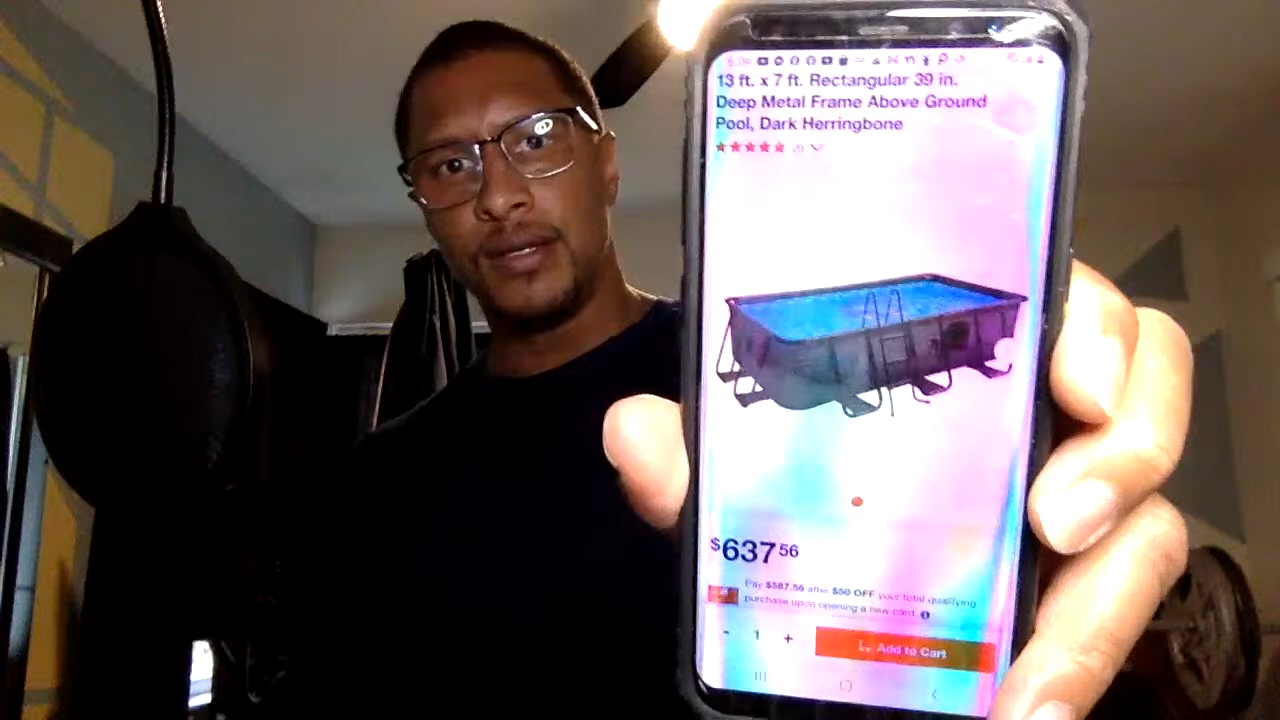 13 ft. x 7 ft. Rectangular 39 in.
Deep Metal Frame Above Ground
Pool, Dark Herringbone
$637 56
Pay $587.56 after $50 OFF your total qualifying
purchase upon opening a new card.
- 1 +
Add to Cart